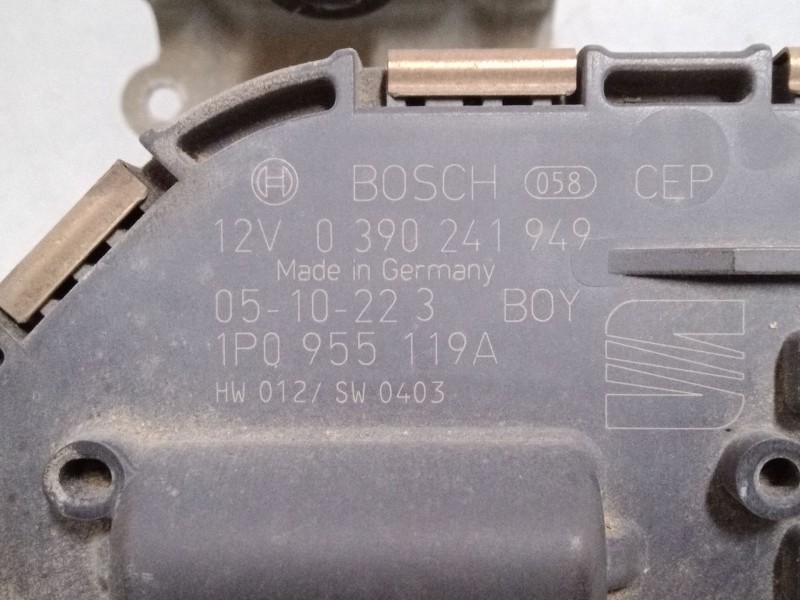 BOSCH 058 CEP
12V 0 390 241 949
Made in Germany
05-10-22 3 BOY
1P0 955 119A
HW 012/ SW 0403